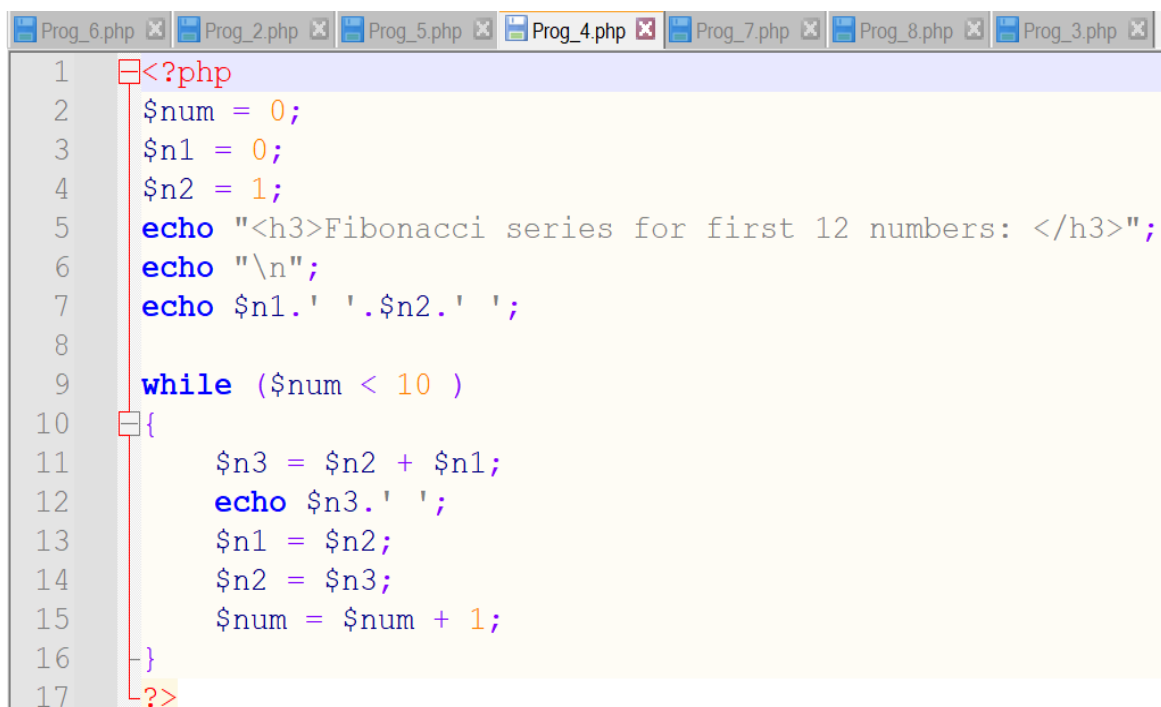 Prog_6.php Prog_2.php Prog_5.php Prog_4.php Prog_7.php Prog_8.php Prog_3.php
1 <?php
2 $num = 0;
3 $n1 = 0;
4 $n2 = 1;
5 echo "<h3>Fibonacci series for first 12 numbers: </h3>";
6 echo "\n";
7 echo $n1.' '.$n2.' ';
8
9 while ($num < 10 )
10 {
11     $n3 = $n2 + $n1;
12     echo $n3.' ';
13     $n1 = $n2;
14     $n2 = $n3;
15     $num = $num + 1;
16 }
17 ?>